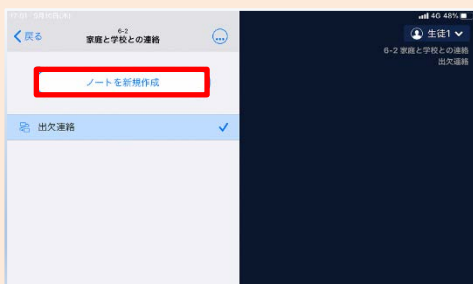 4G 48%
戻る
6-2
家庭と学校との連絡
生徒1
6-2 家庭と学校との連絡
出欠連絡
ノートを新規作成
出欠連絡